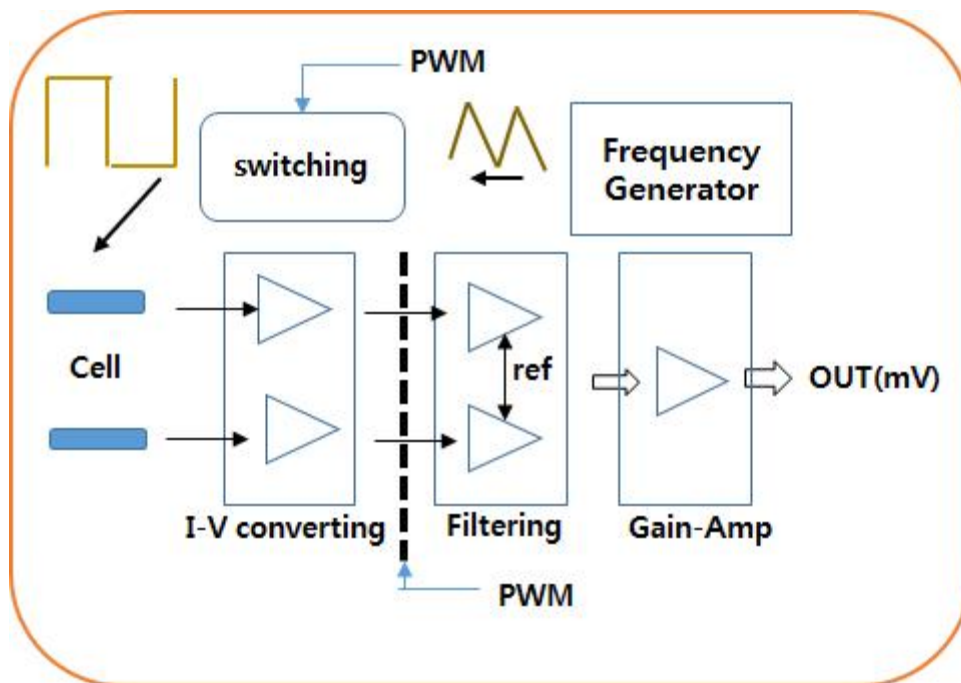 PWM
switching
Frequency
Generator
Cell
ref
OUT(mV)
I-V converting
Filtering
Gain-Amp
PWM